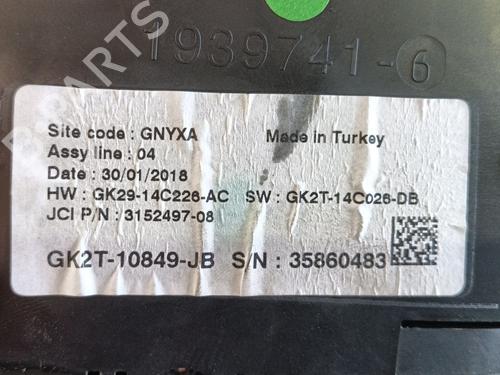 B-PARTS
1939741-6
Site code : GNYXA Made in Turkey
Assy line : 04
Date : 30/01/2018
HW : GK29-14C226-AC SW : GK2T-14C026-DB
JCI P/N : 3152497-08
GK2T-10849-JB S/N : 35860483